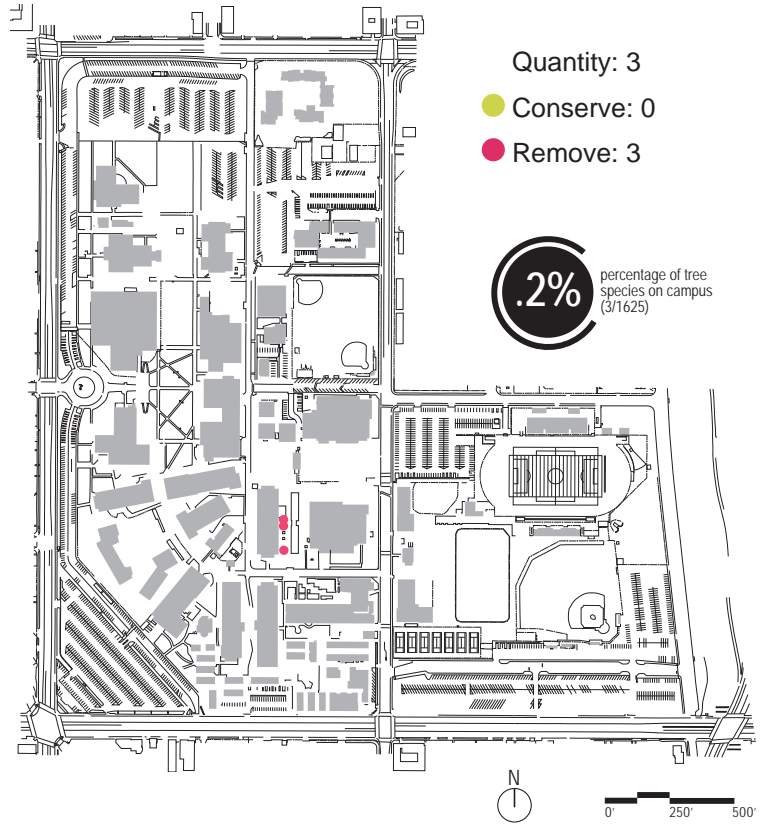 Quantity: 3
Conserve: 0
Remove: 3
.2%
percentage of tree
species on campus
(3/1625)
N
0' 250' 500'